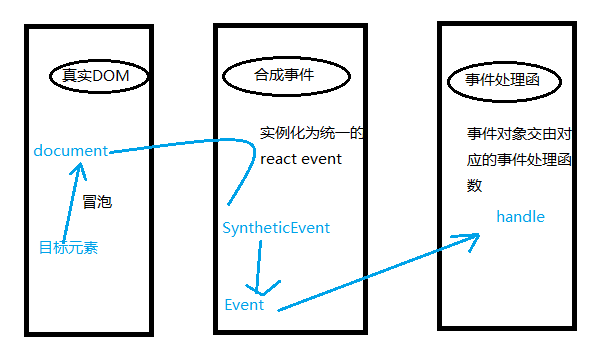 真实DOM
document
冒泡
目标元素
合成事件
实例化为统一的
react event
SyntheticEvent
Event
事件处理函
事件对象交由对
应的事件处理函
数
handle